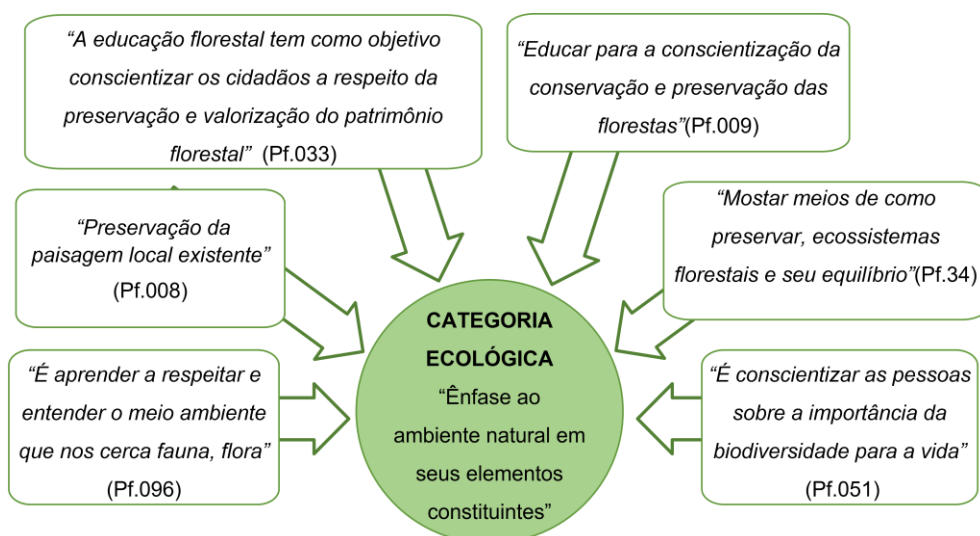 “A educação florestal tem como objetivo
conscientizar os cidadãos a respeito da
preservação e valorização do patrimônio
florestal” (Pf.033)
“Educar para a conscientização da
conservação e preservação das
florestas”(Pf.009)
“Preservação da
paisagem local existente”
(Pf.008)
“Mostar meios de como
preservar, ecossistemas
florestais e seu equilíbrio”(Pf.34)
“É aprender a respeitar e
entender o meio ambiente
que nos cerca fauna, flora”
(Pf.096)
CATEGORIA
ECOLÓGICA
“Ênfase ao
ambiente natural em
seus elementos
constituintes”
“É conscientizar as pessoas
sobre a importância da
biodiversidade para a vida”
(Pf.051)